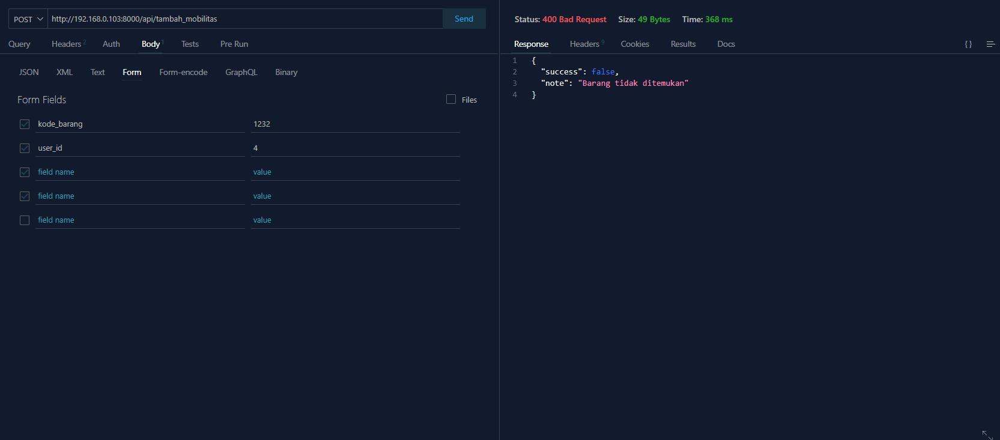 POST http://192.168.0.103:8000/api/tambah_mobilitas Send
Query Headers 2 Auth Body 1 Tests Pre Run
JSON XML Text Form Form-encode GraphQL Binary
Form Fields Files
kode_barang 1232
user_id 4
field name value
field name value
field name value
Status: 400 Bad Request Size: 49 Bytes Time: 368 ms
Response Headers 9 Cookies Results Docs {}
1 {
2 "success": false,
3 "note": "Barang tidak ditemukan"
4 }